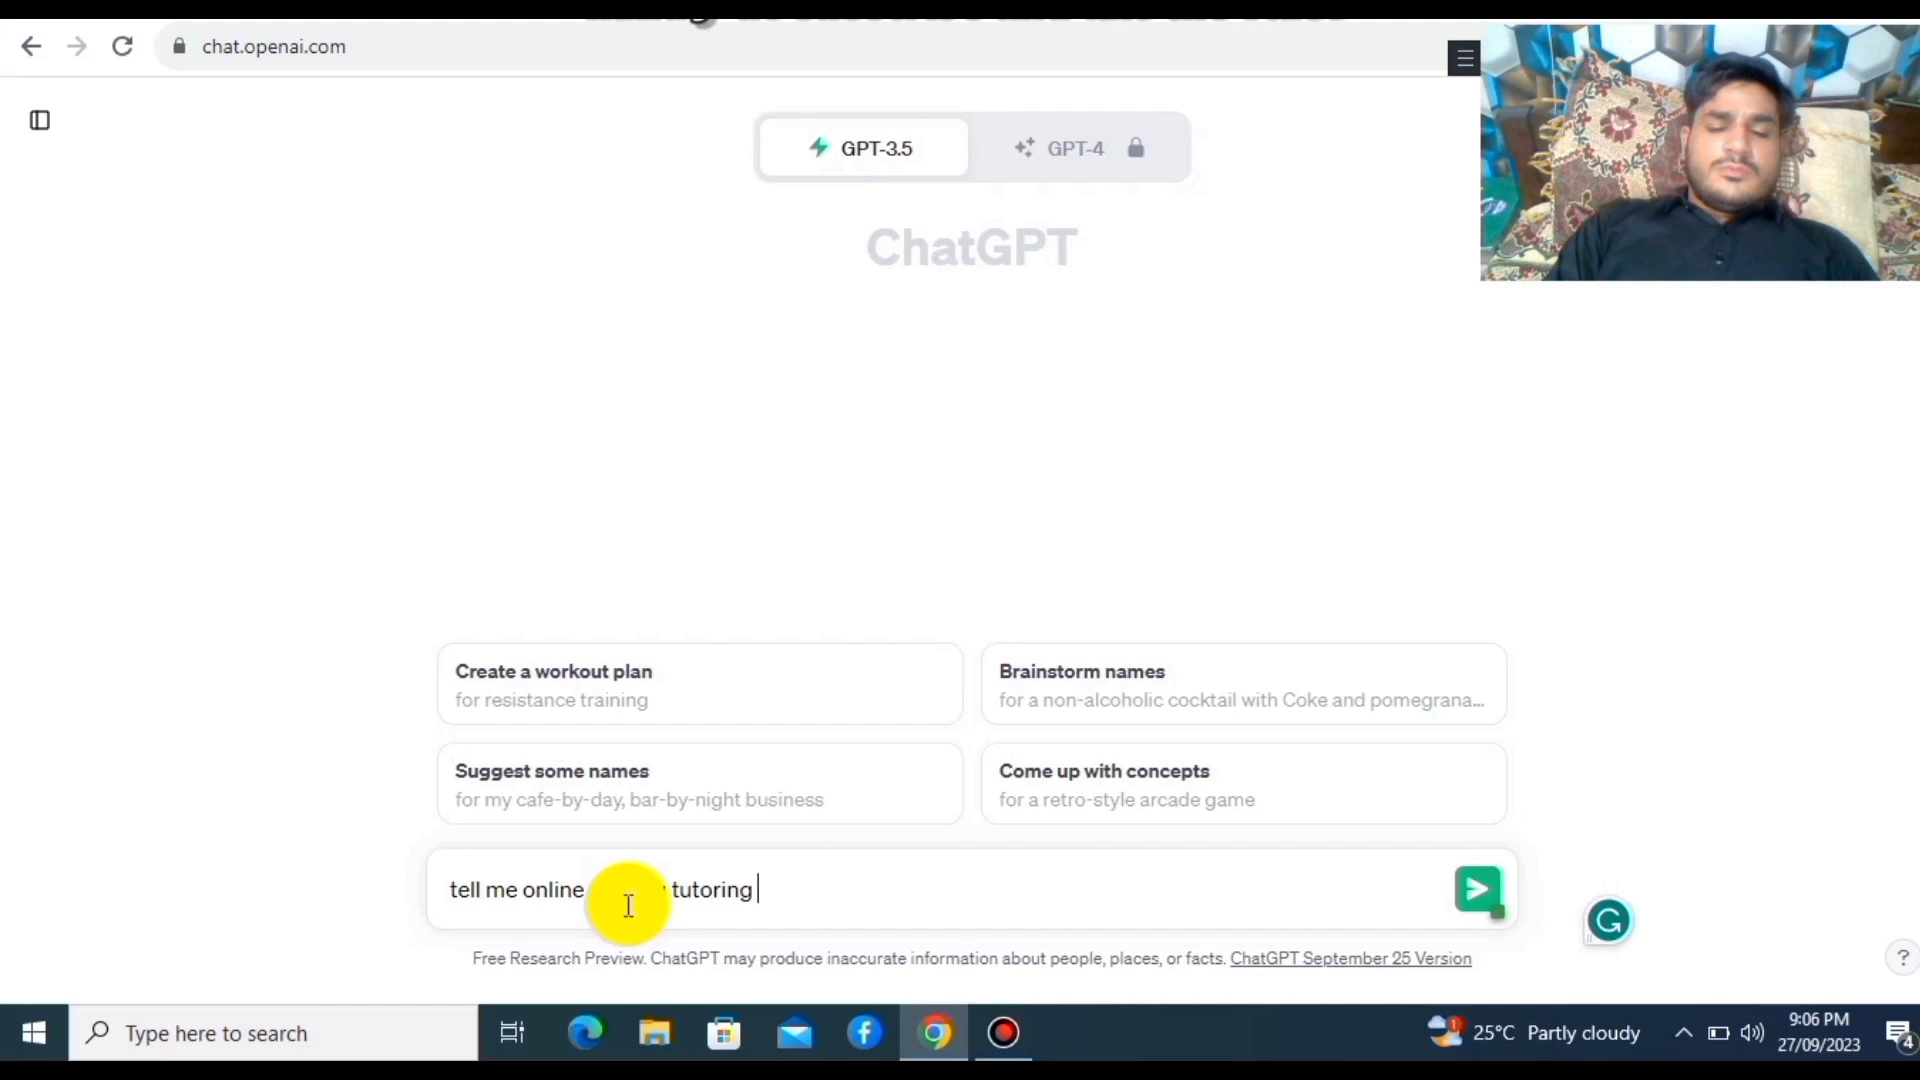 chat.openai.com
GPT-3.5
GPT-4
ChatGPT
Create a workout plan
for resistance training
Brainstorm names
for a non-alcoholic cocktail with Coke and pomegrana...
Suggest some names
for my cafe-by-day, bar-by-night business
Come up with concepts
for a retro-style arcade game
tell me online tutoring
Free Research Preview. ChatGPT may produce inaccurate information about people, places, or facts. ChatGPT September 25 Version
?
Type here to search
25°C Partly cloudy
9:06 PM
27/09/2023
4